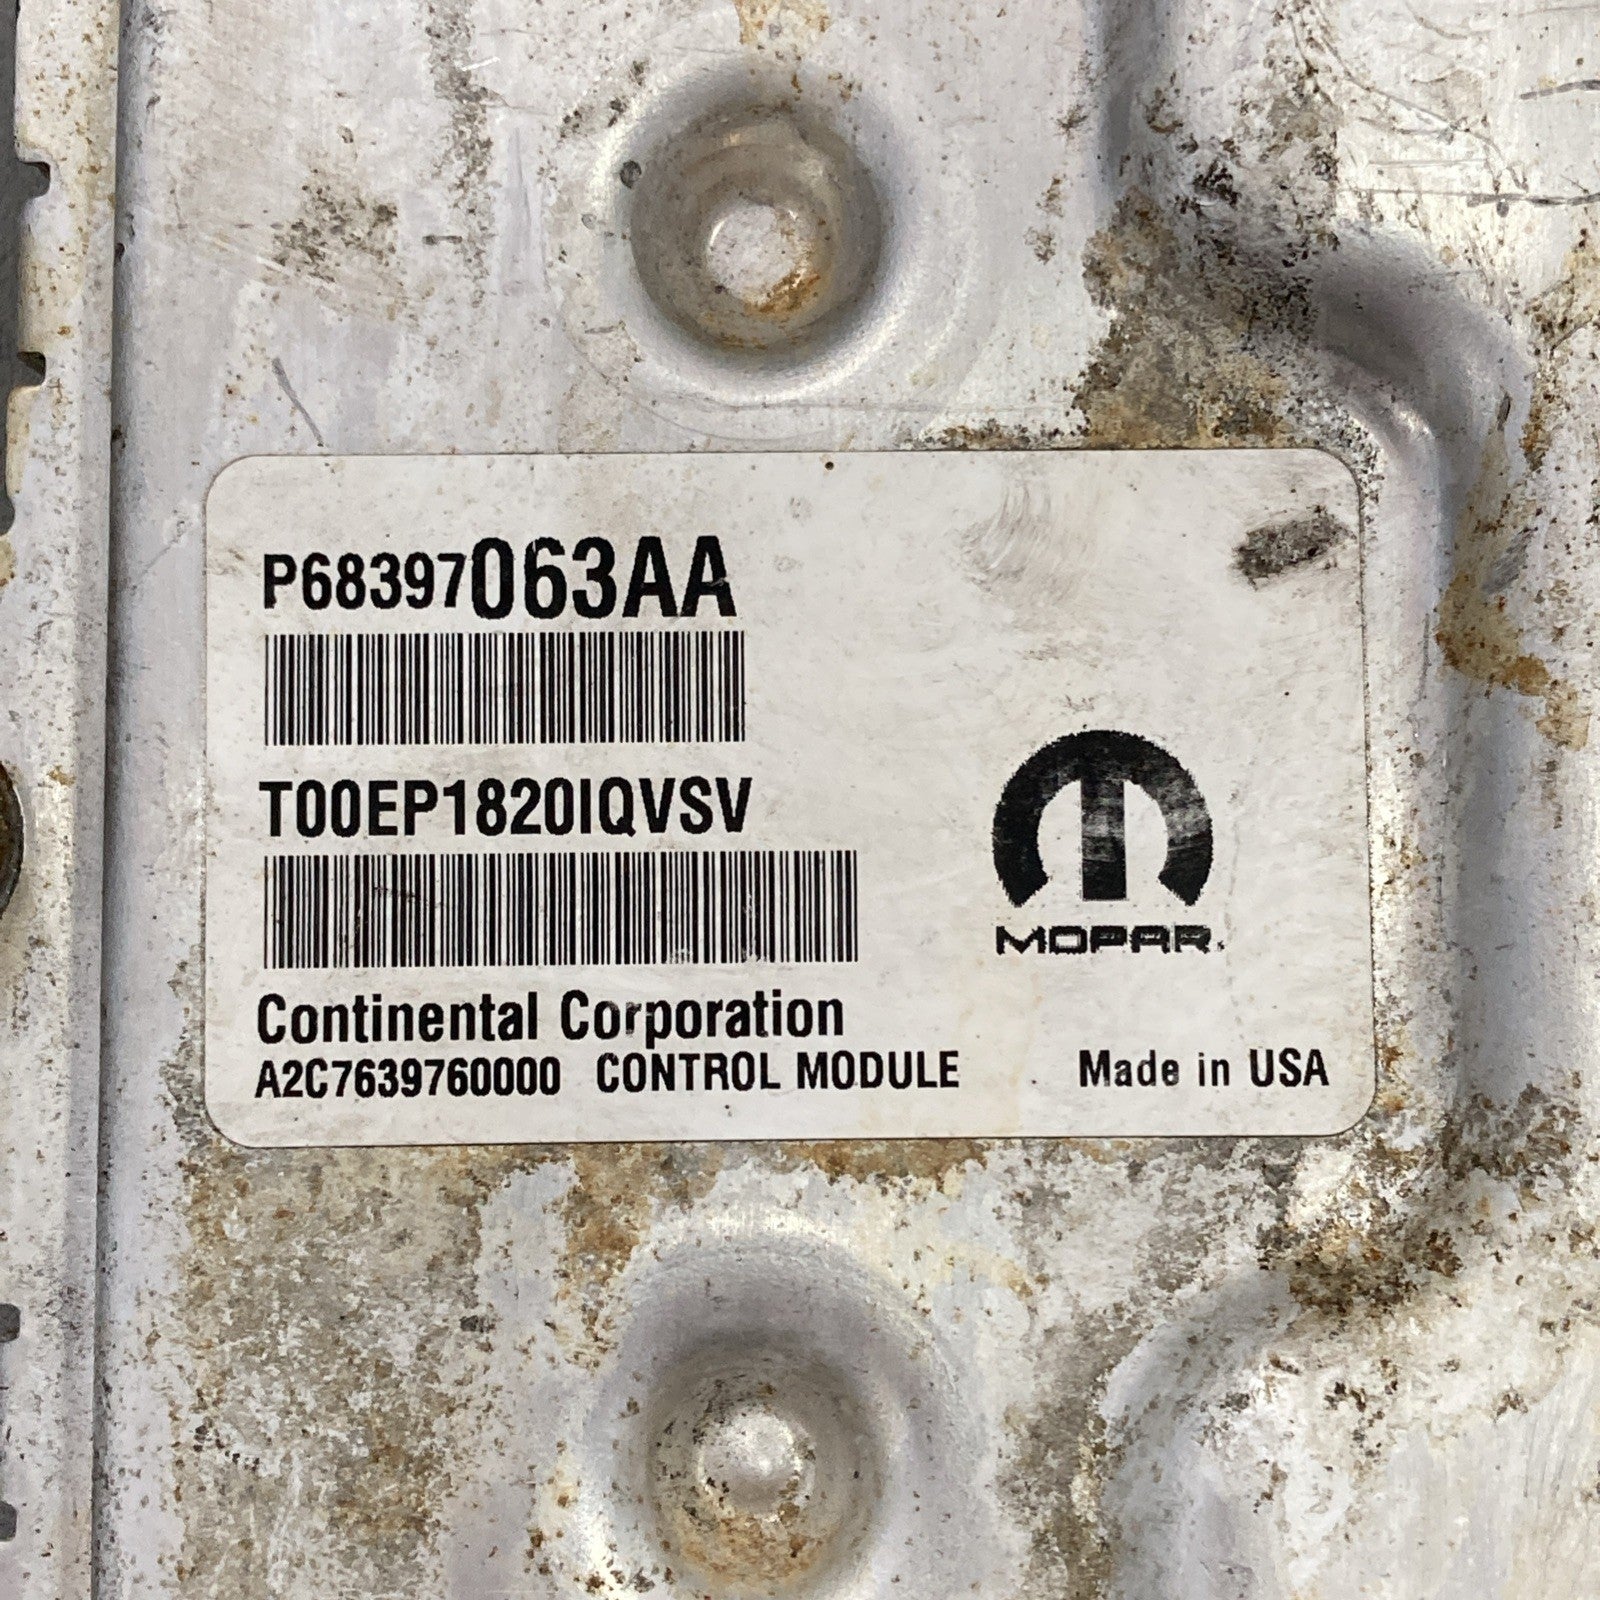 P68397063AA
T00EP1820IQVSV
MOPAR.
Continental Corporation
A2C7639760000 CONTROL MODULE Made in USA